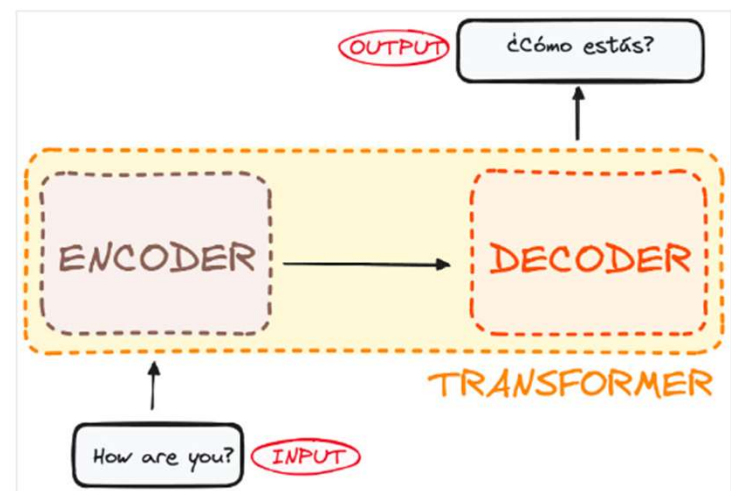 OUTPUT
¿Cómo estás?
ENCODER
DECODER
TRANSFORMER
How are you?
INPUT